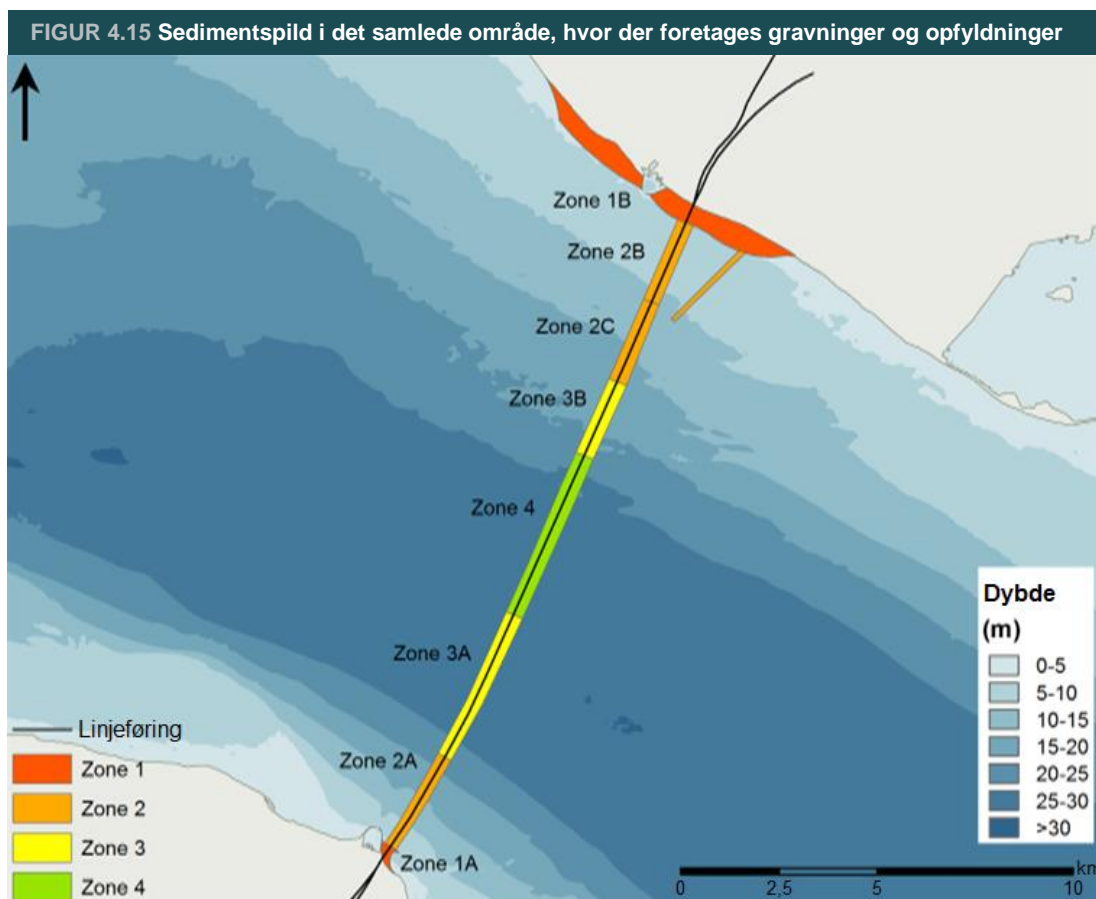 FIGUR 4.15 Sedimentspild i det samlede område, hvor der foretages gravninger og opfyldninger
Zone 1B
Zone 2B
Zone 2C
Zone 3B
Zone 4
Zone 3A
Zone 2A
Zone 1A
Linjeføring
Zone 1
Zone 2
Zone 3
Zone 4
Dybde
(m)
0-5
5-10
10-15
15-20
20-25
25-30
>30
km
0 2,5 5 10